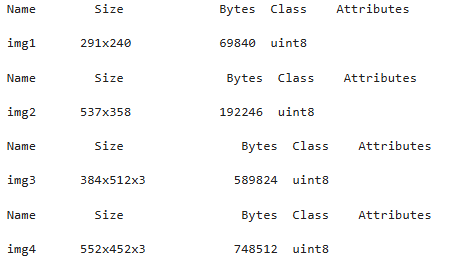 Name Size Bytes Class Attributes
img1 291x240 69840 uint8
Name Size Bytes Class Attributes
img2 537x358 192246 uint8
Name Size Bytes Class Attributes
img3 384x512x3 589824 uint8
Name Size Bytes Class Attributes
img4 552x452x3 748512 uint8